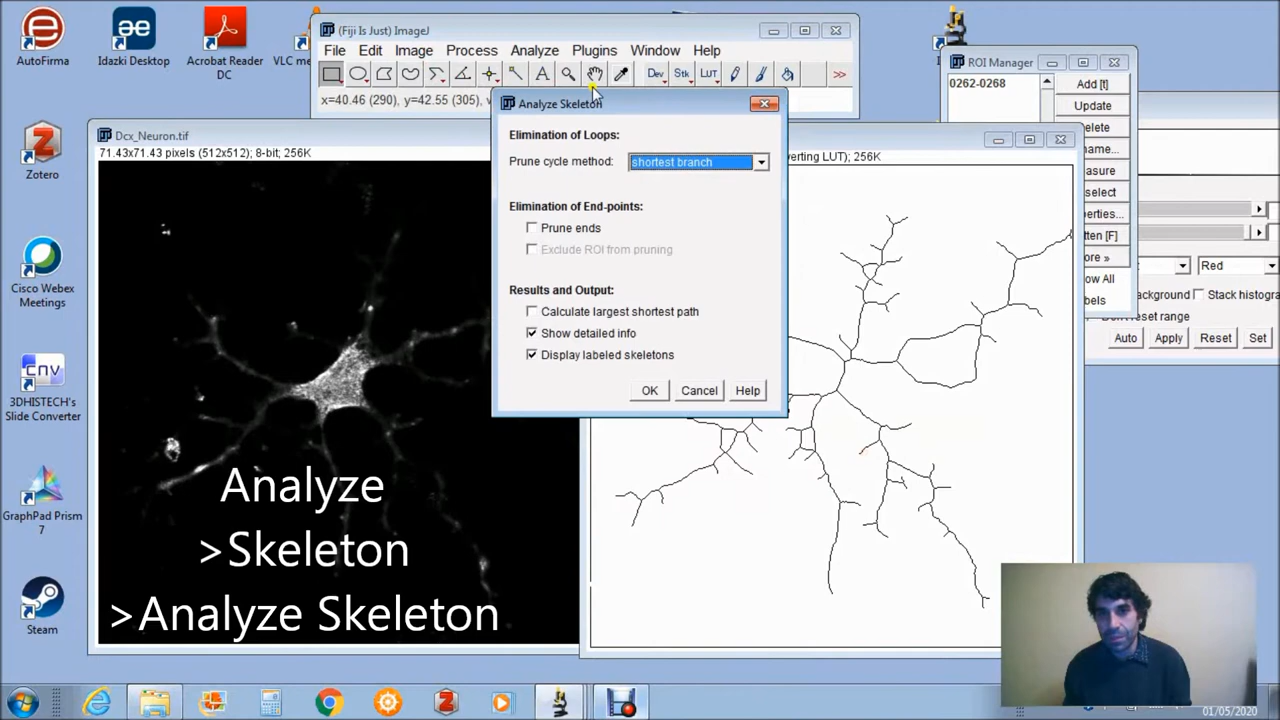 AutoFirma
Idazki Desktop
Acrobat Reader
DC
VLC me
Zotero
Cisco Webex
Meetings
3DHISTECH's
Slide Converter
GraphPad Prism
7
Steam
(Fiji Is Just) ImageJ
File Edit Image Process Analyze Plugins Window Help
Dev Stk LUT >>
x=40.46 (290), y=42.55 (305), v
Dcx_Neuron.tif
71.43x71.43 pixels (512x512); 8-bit; 256K
Analyze
>Skeleton
>Analyze Skeleton
Analyze Skeleton
Elimination of Loops:
Prune cycle method: shortest branch
Elimination of End-points:
Prune ends
Exclude ROI from pruning
Results and Output:
Calculate largest shortest path
Show detailed info
Display labeled skeletons
OK Cancel Help
verting LUT); 256K
ROI Manager
0262-0268
Add [t]
Update
elete
name...
asure
select
perties...
tten [F]
ore »
ow All
bels
Red
ackground Stack histogra
Don't reset range
Auto Apply Reset Set
cnv
01/05/2020